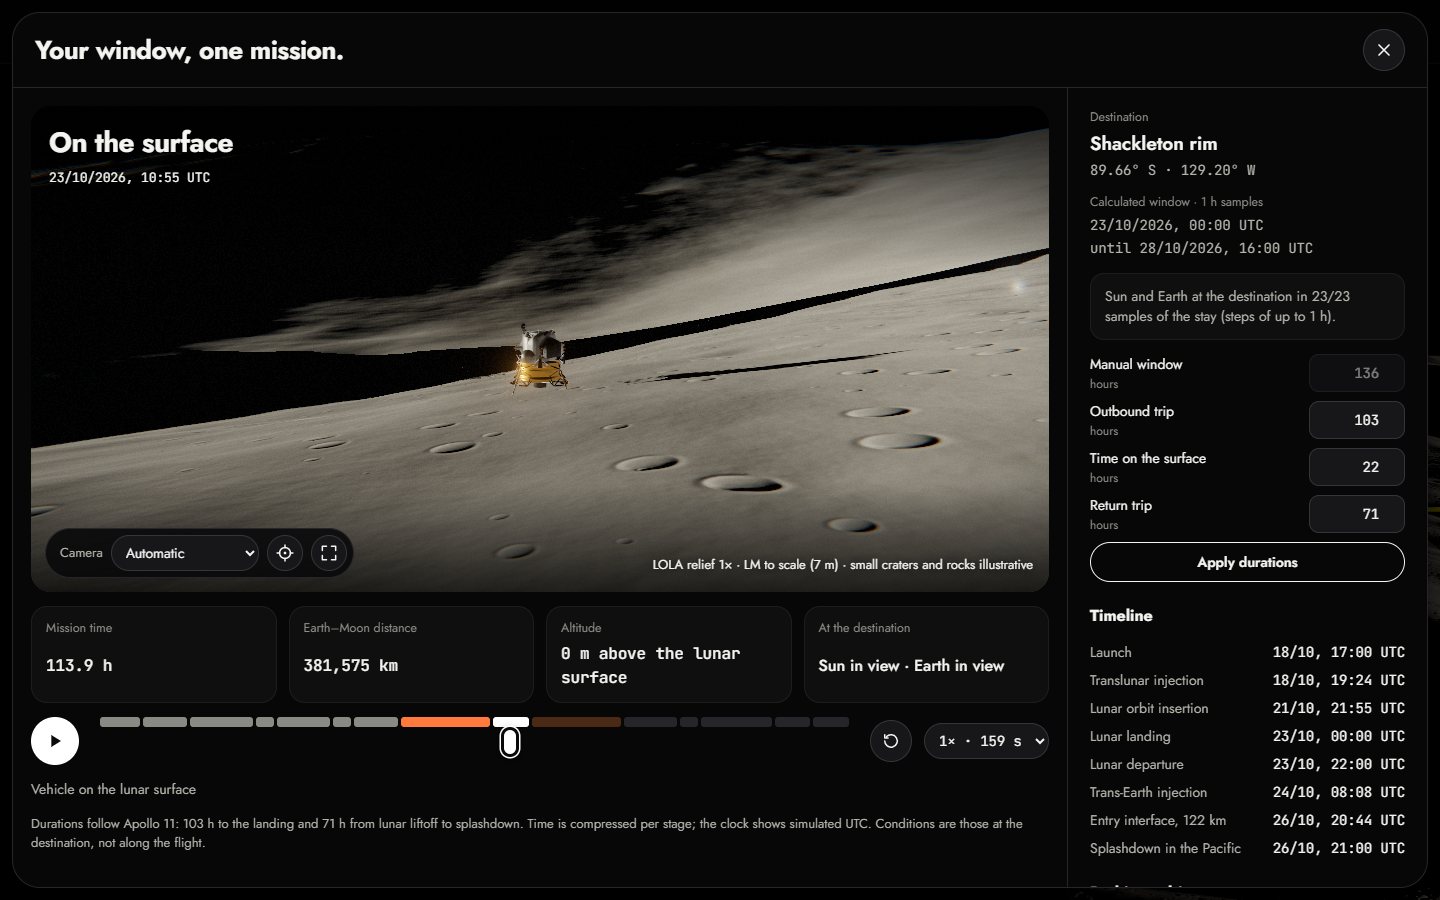 Your window, one mission.
On the surface
23/10/2026, 10:55 UTC
Camera
Automatic
LOLA relief 1× · LM to scale (7 m) · small craters and rocks illustrative
Mission time
113.9 h
Earth–Moon distance
381,575 km
Altitude
0 m above the lunar
surface
At the destination
Sun in view · Earth in view
1× · 159 s
Vehicle on the lunar surface
Durations follow Apollo 11: 103 h to the landing and 71 h from lunar liftoff to splashdown. Time is compressed per stage; the clock shows simulated UTC. Conditions are those at the
destination, not along the flight.
Destination
Shackleton rim
89.66° S · 129.20° W
Calculated window · 1 h samples
23/10/2026, 00:00 UTC
until 28/10/2026, 16:00 UTC
Sun and Earth at the destination in 23/23
samples of the stay (steps of up to 1 h).
Manual window
hours
136
Outbound trip
hours
103
Time on the surface
hours
22
Return trip
hours
71
Apply durations
Timeline
Launch 18/10, 17:00 UTC
Translunar injection 18/10, 19:24 UTC
Lunar orbit insertion 21/10, 21:55 UTC
Lunar landing 23/10, 00:00 UTC
Lunar departure 23/10, 22:00 UTC
Trans-Earth injection 24/10, 08:08 UTC
Entry interface, 122 km 26/10, 20:44 UTC
Splashdown in the Pacific 26/10, 21:00 UTC